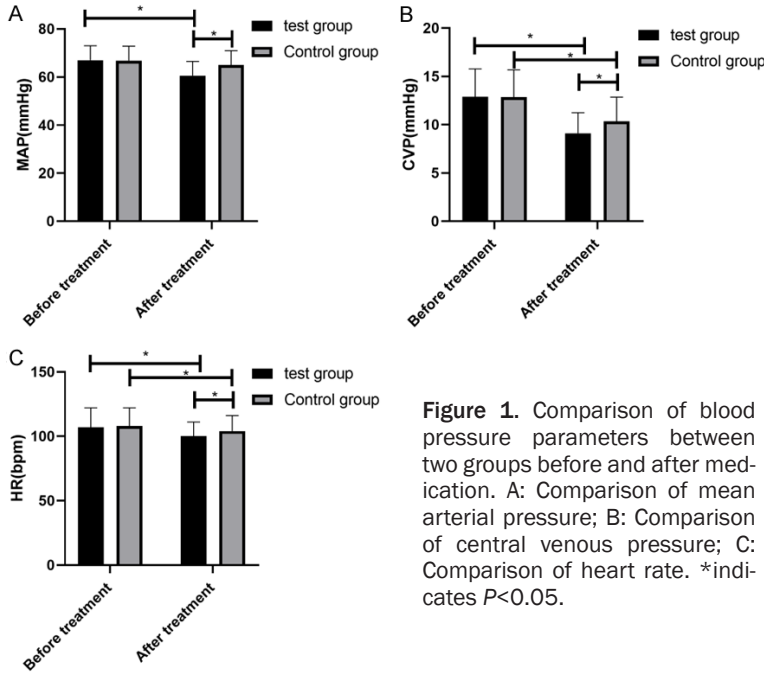 A
*
*
test group
Control group
MAP(mmHg)
80
60
40
20
0
Before treatment
After treatment
B
*
*
*
test group
Control group
CVP(mmHg)
20
15
10
5
0
Before treatment
After treatment
C
*
*
*
test group
Control group
HR(bpm)
150
100
50
0
Before treatment
After treatment
Figure 1. Comparison of blood
pressure parameters between
two groups before and after med-
ication. A: Comparison of mean
arterial pressure; B: Comparison
of central venous pressure; C:
Comparison of heart rate. *indi-
cates P<0.05.